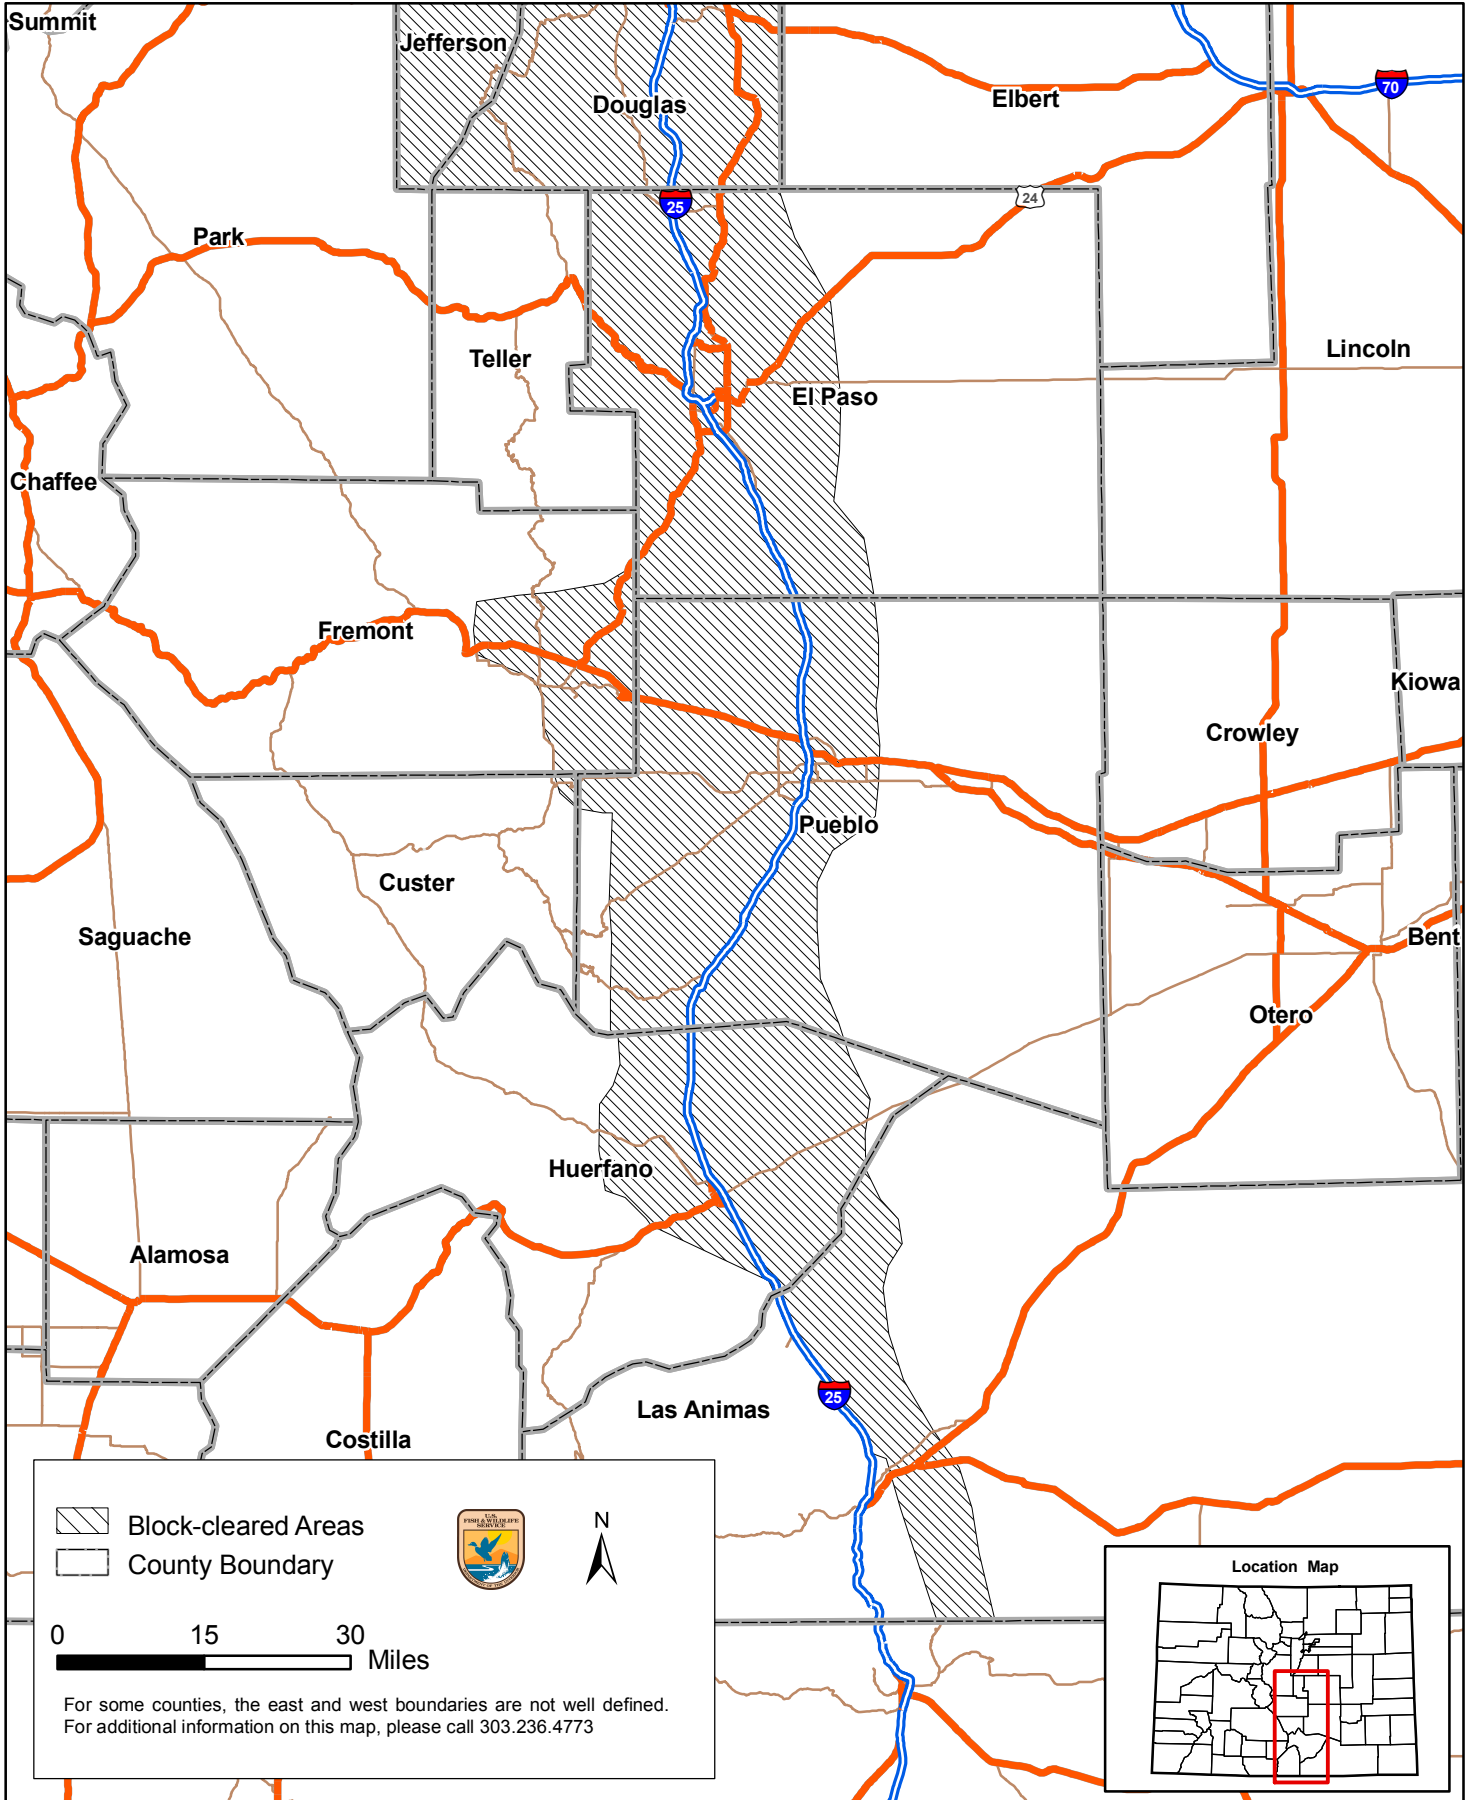 Summit
Jefferson
Douglas
Elbert
70
25
24
Park
Teller
El Paso
Lincoln
Chaffee
Fremont
Kiowa
Crowley
Pueblo
Custer
Saguache
Bent
Otero
Huerfano
Alamosa
25
Las Animas
Costilla
Block-cleared Areas
County Boundary
U.S.
FISH & WILDLIFE
SERVICE
N
0 15 30
Miles
For some counties, the east and west boundaries are not well defined.
For additional information on this map, please call 303.236.4773
Location Map